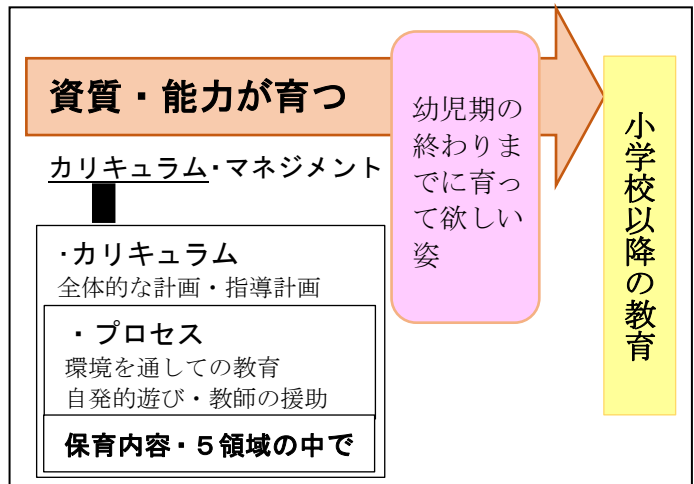 資質・能力が育つ
カリキュラム・マネジメント
・カリキュラム
全体的な計画・指導計画
・プロセス
環境を通しての教育
自発的遊び・教師の援助
保育内容・５領域の中で
幼児期の
終わりま
でに育っ
て欲しい
姿
小学校以降の教育